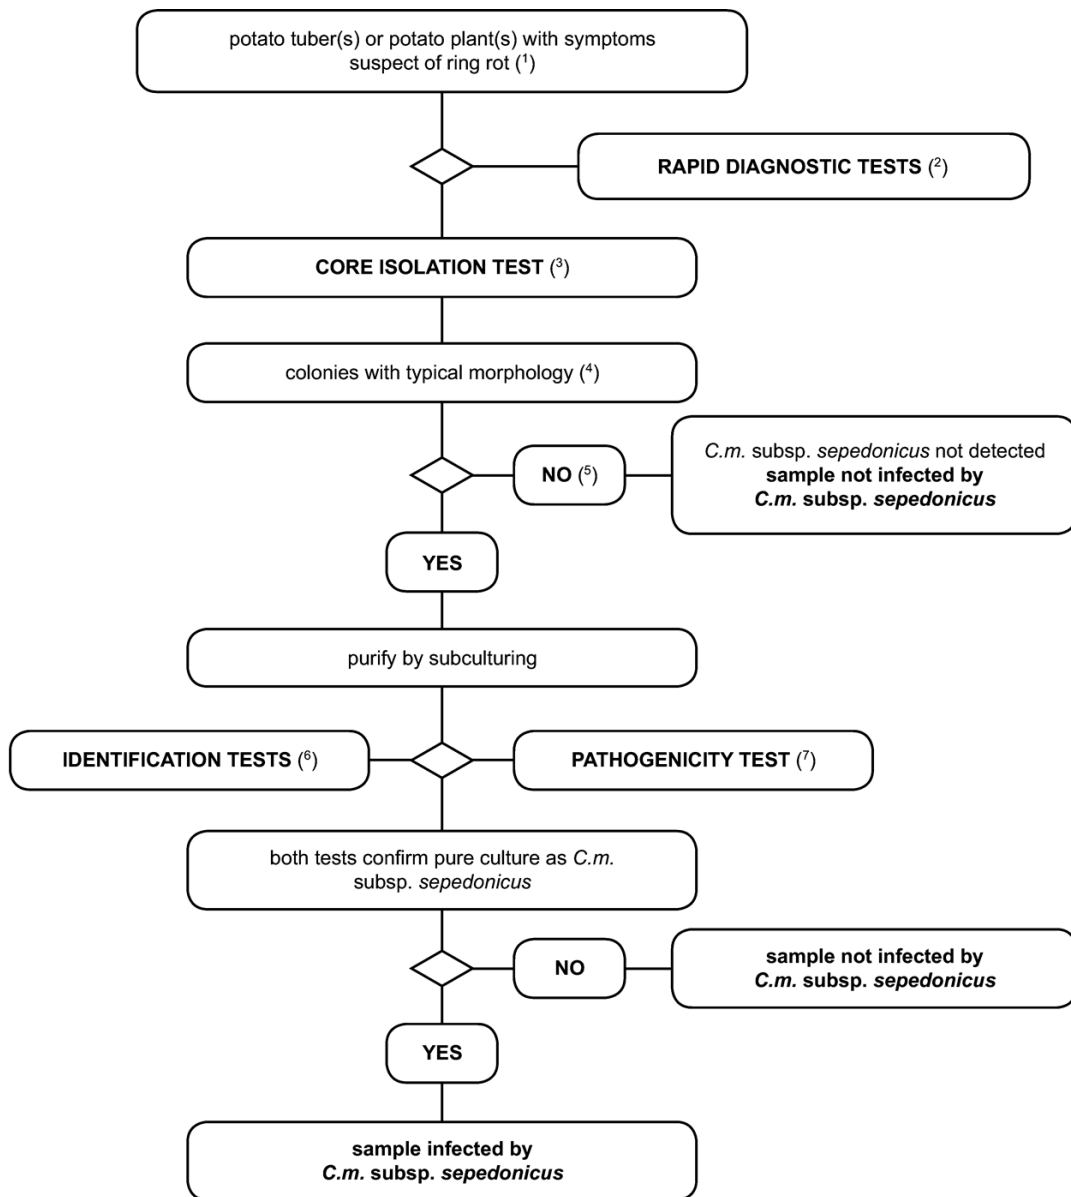 potato tuber(s) or potato plant(s) with symptoms
suspect of ring rot (¹)
RAPID DIAGNOSTIC TESTS (²)
CORE ISOLATION TEST (³)
colonies with typical morphology (⁴)
NO (⁵)
C.m. subsp. sepedonicus not detected
sample not infected by
C.m. subsp. sepedonicus
YES
purify by subculturing
IDENTIFICATION TESTS (⁶)
PATHOGENICITY TEST (⁷)
both tests confirm pure culture as C.m.
subsp. sepedonicus
NO
sample not infected by
C.m. subsp. sepedonicus
YES
sample infected by
C.m. subsp. sepedonicus